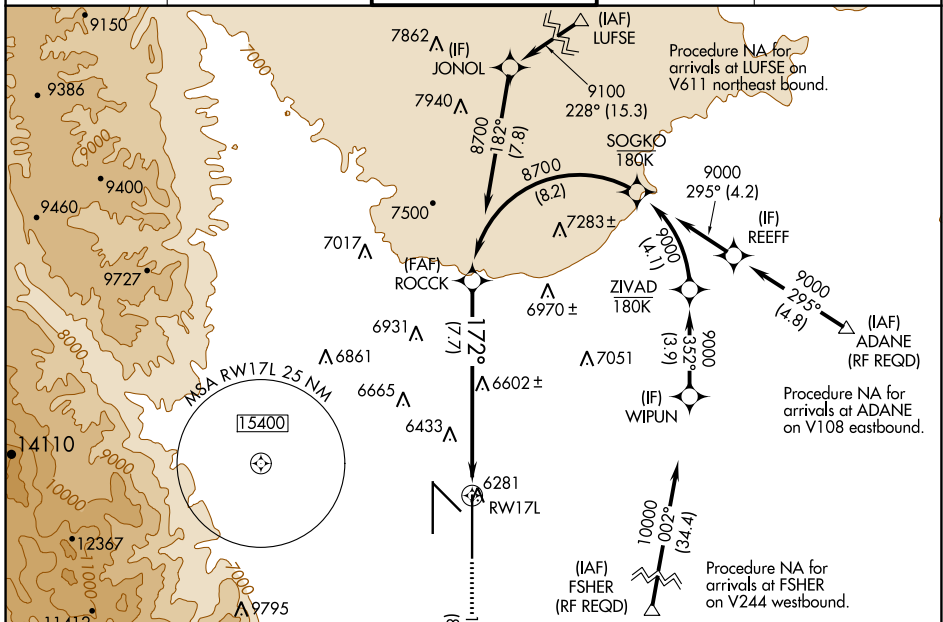 9150
9386
9000
9400
9460
9727
7000
7862
(IF)
JONOL
(IAF)
LUFSE
9100
228° (15.3)
Procedure NA for
arrivals at LUFSE on
V611 northeast bound.
7940
8700
182°
(7.8)
SOGKO
180K
8700
(8.2)
9000
295° (4.2)
7500
7283±
(IF)
REEFF
7017
(FAF)
ROCCK
9000
(4.1)
ZIVAD
180K
9000
295°
(4.8)
(IAF)
ADANE
(RF REQD)
6970 ±
8000
6931
172°
(7.7)
6861
7051
9000
352°
(3.9)
MSA RW17L 25 NM
15400
6665
6602 ±
(IF)
WIPUN
Procedure NA for
arrivals at ADANE
on V108 eastbound.
6433
14110
9000
10000
6281
RW17L
10000
002°
(34.4)
12367
11000
7000
(IAF)
FSHER
(RF REQD)
Procedure NA for
arrivals at FSHER
on V244 westbound.
9795